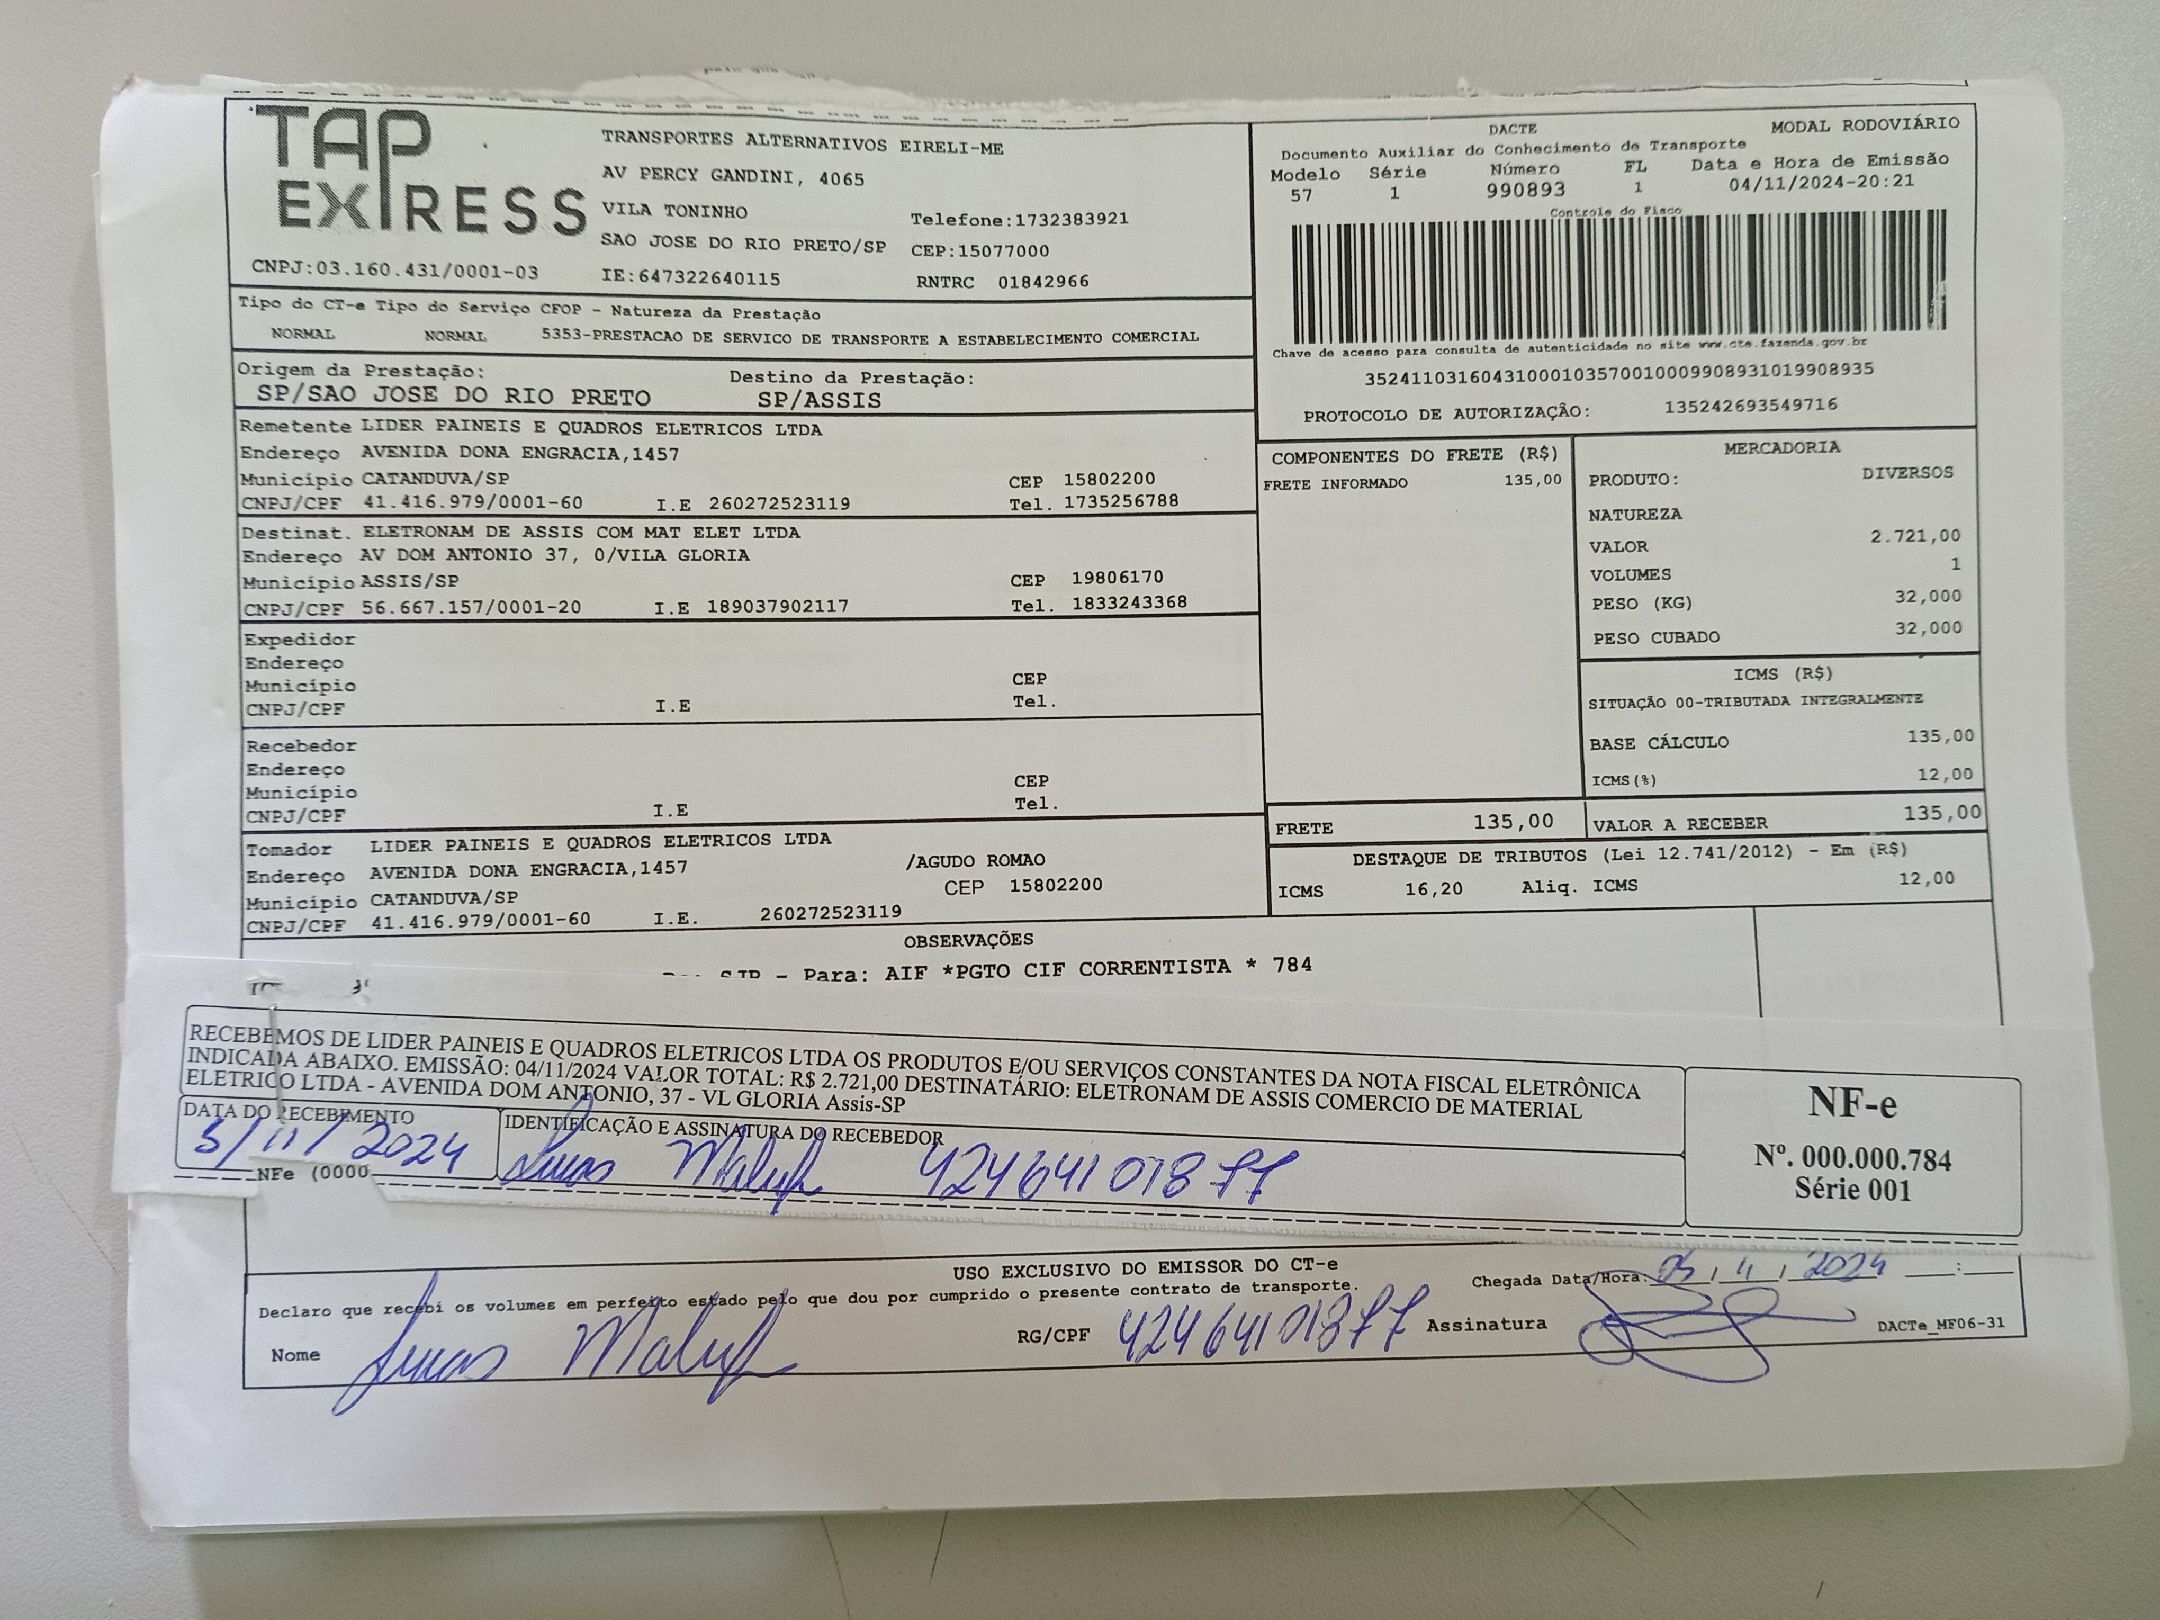 TAP EXPRESS
TRANSPORTES ALTERNATIVOS EIRELI-ME
AV PERCY GANDINI, 4065
VILA TONINHO Telefone:1732383921
SAO JOSE DO RIO PRETO/SP CEP:15077000
CNPJ:03.160.431/0001-03 IE:647322640115 RNTRC 01842966
DACTE MODAL RODOVIÁRIO
Documento Auxiliar do Conhecimento de Transporte
Modelo Série Número FL Data e Hora de Emissão
57 1 990893 1 04/11/2024-20:21
Controle do Fisco
Chave de acesso para consulta de autenticidade no site www.cte.fazenda.gov.br
35241103160431000103570010009908931019908935
PROTOCOLO DE AUTORIZAÇÃO: 135242693549716
Tipo do CT-e Tipo do Serviço CFOP - Natureza da Prestação
NORMAL NORMAL 5353-PRESTACAO DE SERVICO DE TRANSPORTE A ESTABELECIMENTO COMERCIAL
Origem da Prestação: Destino da Prestação:
SP/SAO JOSE DO RIO PRETO SP/ASSIS
Remetente LIDER PAINEIS E QUADROS ELETRICOS LTDA
Endereço AVENIDA DONA ENGRACIA,1457
Município CATANDUVA/SP CEP 15802200
CNPJ/CPF 41.416.979/0001-60 I.E 260272523119 Tel. 1735256788
Destinat. ELETRONAM DE ASSIS COM MAT ELET LTDA
Endereço AV DOM ANTONIO 37, 0/VILA GLORIA
Município ASSIS/SP CEP 19806170
CNPJ/CPF 56.667.157/0001-20 I.E 189037902117 Tel. 1833243368
Expedidor
Endereço
Município CEP
CNPJ/CPF I.E Tel.
Recebedor
Endereço
Município CEP
CNPJ/CPF I.E Tel.
Tomador LIDER PAINEIS E QUADROS ELETRICOS LTDA
Endereço AVENIDA DONA ENGRACIA,1457 /AGUDO ROMAO
Município CATANDUVA/SP CEP 15802200
CNPJ/CPF 41.416.979/0001-60 I.E. 260272523119
COMPONENTES DO FRETE (R$)
FRETE INFORMADO 135,00
MERCADORIA
PRODUTO: DIVERSOS
NATUREZA
VALOR 2.721,00
VOLUMES 1
PESO (KG) 32,000
PESO CUBADO 32,000
ICMS (R$)
SITUAÇÃO 00-TRIBUTADA INTEGRALMENTE
BASE CÁLCULO 135,00
ICMS(%) 12,00
FRETE 135,00 VALOR A RECEBER 135,00
DESTAQUE DE TRIBUTOS (Lei 12.741/2012) - Em (R$)
ICMS 16,20 Aliq. ICMS 12,00
OBSERVAÇÕES
- Para: AIF *PGTO CIF CORRENTISTA * 784
RECEBEMOS DE LIDER PAINEIS E QUADROS ELETRICOS LTDA OS PRODUTOS E/OU SERVIÇOS CONSTANTES DA NOTA FISCAL ELETRÔNICA
INDICADA ABAIXO. EMISSÃO: 04/11/2024 VALOR TOTAL: R$ 2.721,00 DESTINATÁRIO: ELETRONAM DE ASSIS COMERCIO DE MATERIAL
ELETRICO LTDA - AVENIDA DOM ANTONIO, 37 - VL GLORIA Assis-SP
DATA DO RECEBIMENTO IDENTIFICAÇÃO E ASSINATURA DO RECEBEDOR
5/11/2024 Lucas Maluf 42464101877
NF-e
Nº. 000.000.784
Série 001
NFe (0000
USO EXCLUSIVO DO EMISSOR DO CT-e
Declaro que recebi os volumes em perfeito estado pelo que dou por cumprido o presente contrato de transporte. Chegada Data/Hora: 05/11/2024 :
Nome Lucas Maluf RG/CPF 42464101877 Assinatura
DACTe_MF06-31